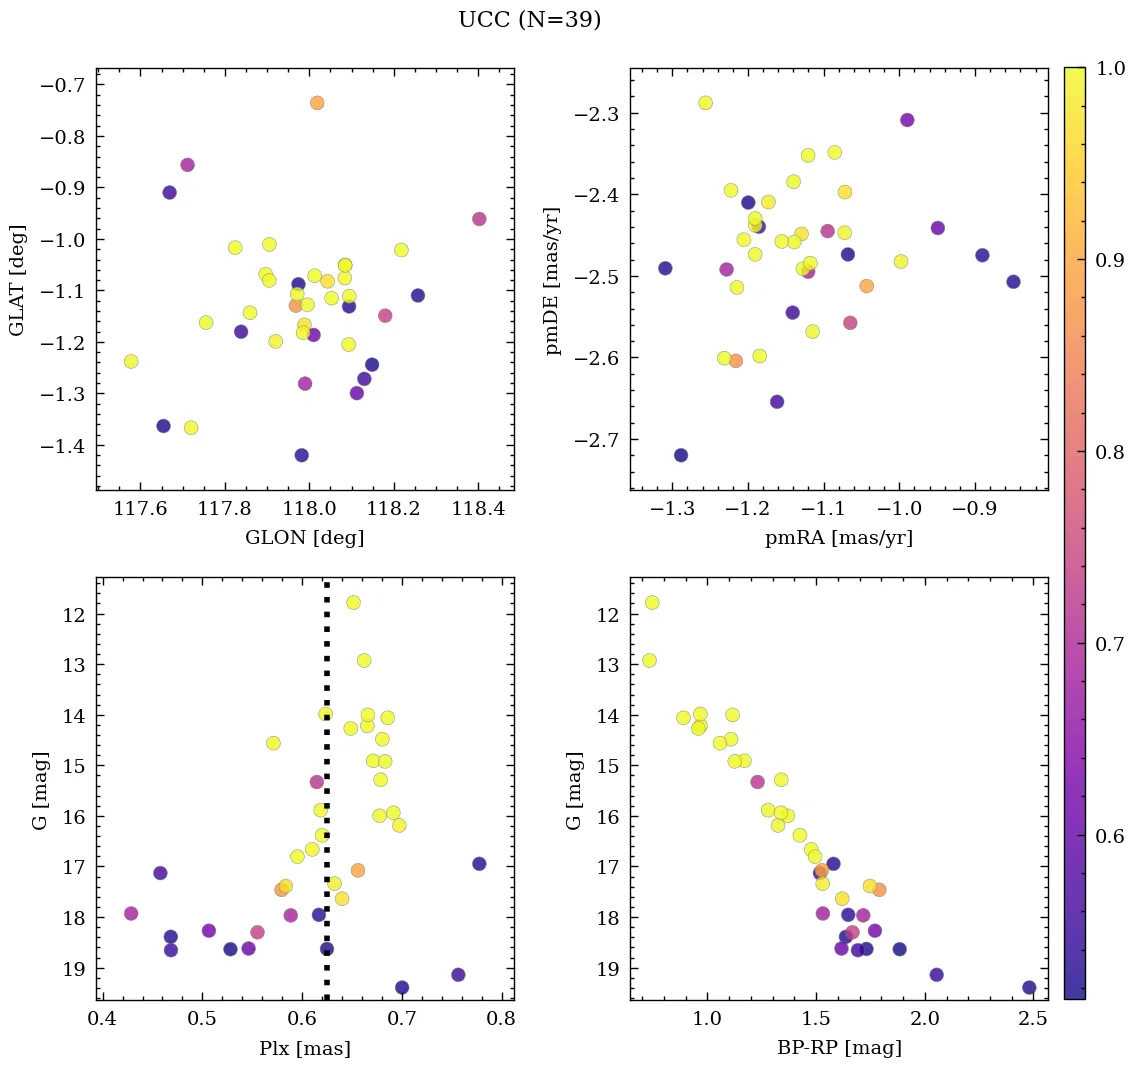 UCC (N=39)
−0.7
−0.8
−0.9
−1.0
−1.1
−1.2
−1.3
−1.4
GLAT [deg]
117.6 117.8 118.0 118.2 118.4
GLON [deg]
−2.3
−2.4
−2.5
−2.6
−2.7
pmDE [mas/yr]
−1.3 −1.2 −1.1 −1.0 −0.9
pmRA [mas/yr]
12
13
14
15
16
17
18
19
G [mag]
0.4 0.5 0.6 0.7 0.8
Plx [mas]
12
13
14
15
16
17
18
19
G [mag]
1.0 1.5 2.0 2.5
BP-RP [mag]
1.0
0.9
0.8
0.7
0.6